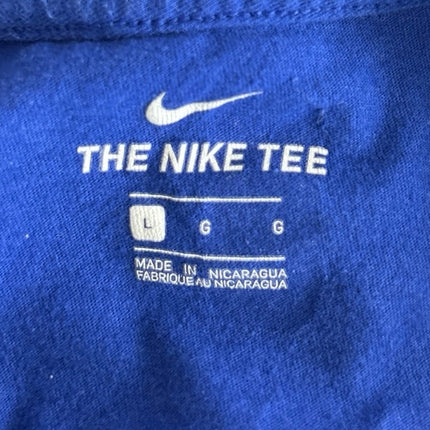 THE NIKE TEE
L G G
MADE IN NICARAGUA
FABRIQUE AU NICARAGUA